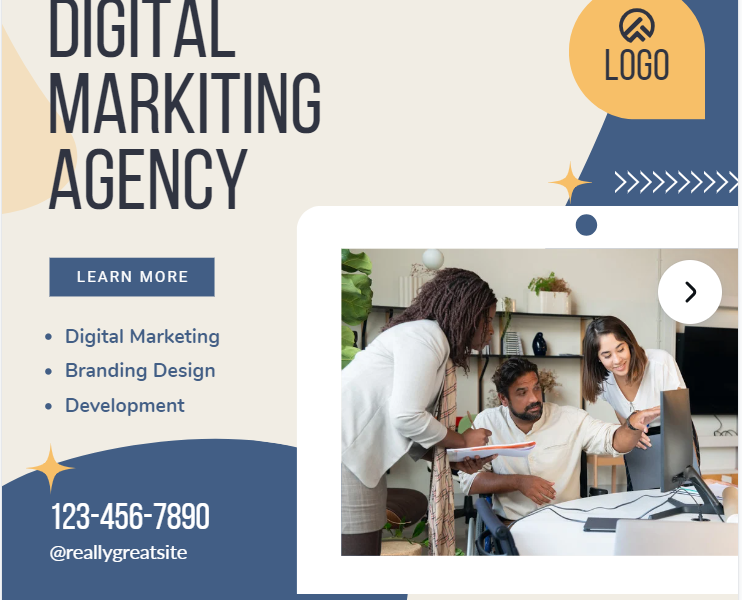 DIGITAL
MARKITING
AGENCY
LOGO
LEARN MORE
• Digital Marketing
• Branding Design
• Development
123-456-7890
@reallygreatsite